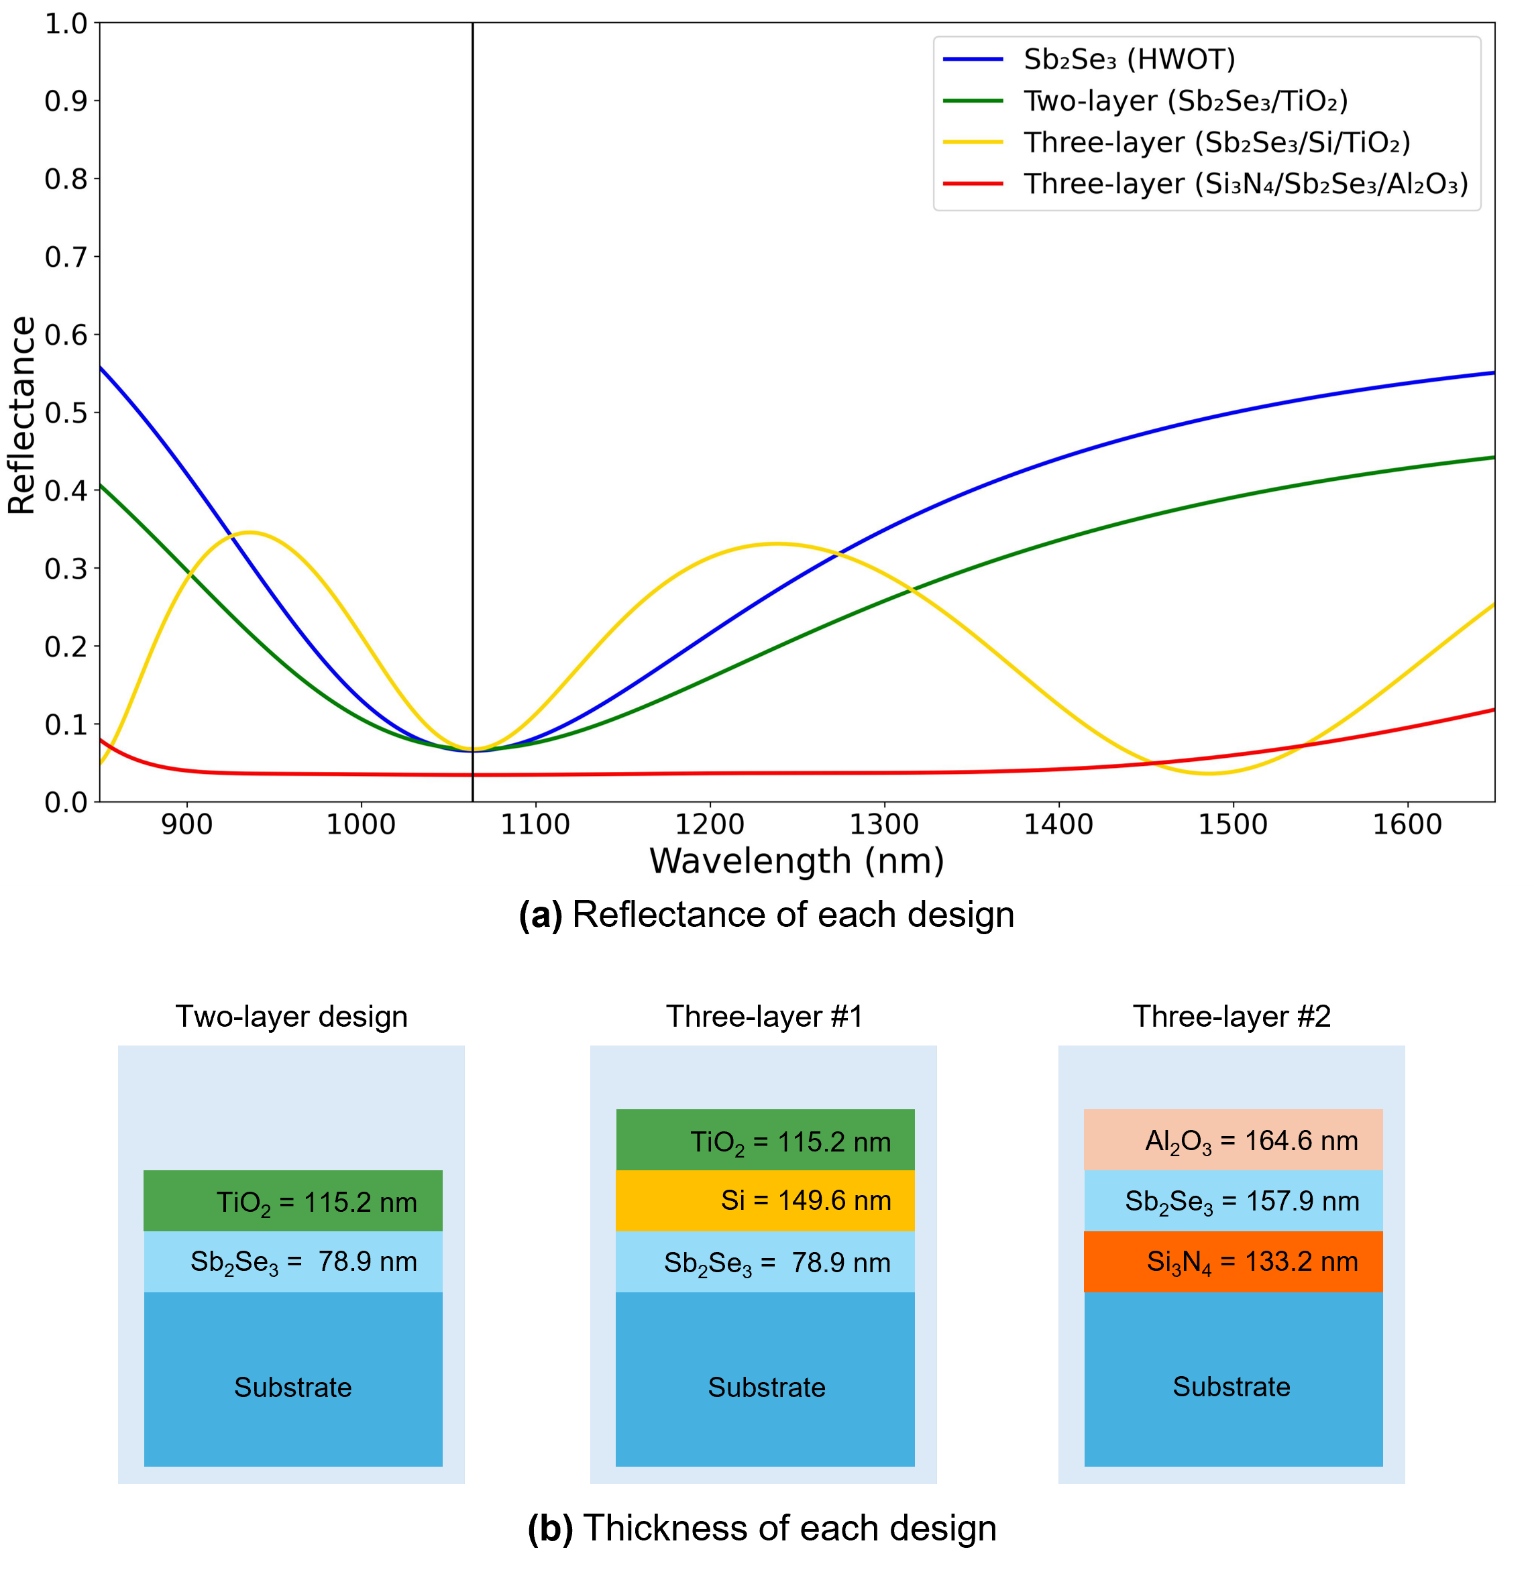 1.0
0.9
0.8
0.7
0.6
0.5
0.4
0.3
0.2
0.1
0.0
Reflectance
Sb₂Se₃ (HWOT)
Two-layer (Sb₂Se₃/TiO₂)
Three-layer (Sb₂Se₃/Si/TiO₂)
Three-layer (Si₃N₄/Sb₂Se₃/Al₂O₃)
900 1000 1100 1200 1300 1400 1500 1600
Wavelength (nm)
(a) Reflectance of each design
Two-layer design
TiO₂ = 115.2 nm
Sb₂Se₃ = 78.9 nm
Substrate
Three-layer #1
TiO₂ = 115.2 nm
Si = 149.6 nm
Sb₂Se₃ = 78.9 nm
Substrate
Three-layer #2
Al₂O₃ = 164.6 nm
Sb₂Se₃ = 157.9 nm
Si₃N₄ = 133.2 nm
Substrate
(b) Thickness of each design